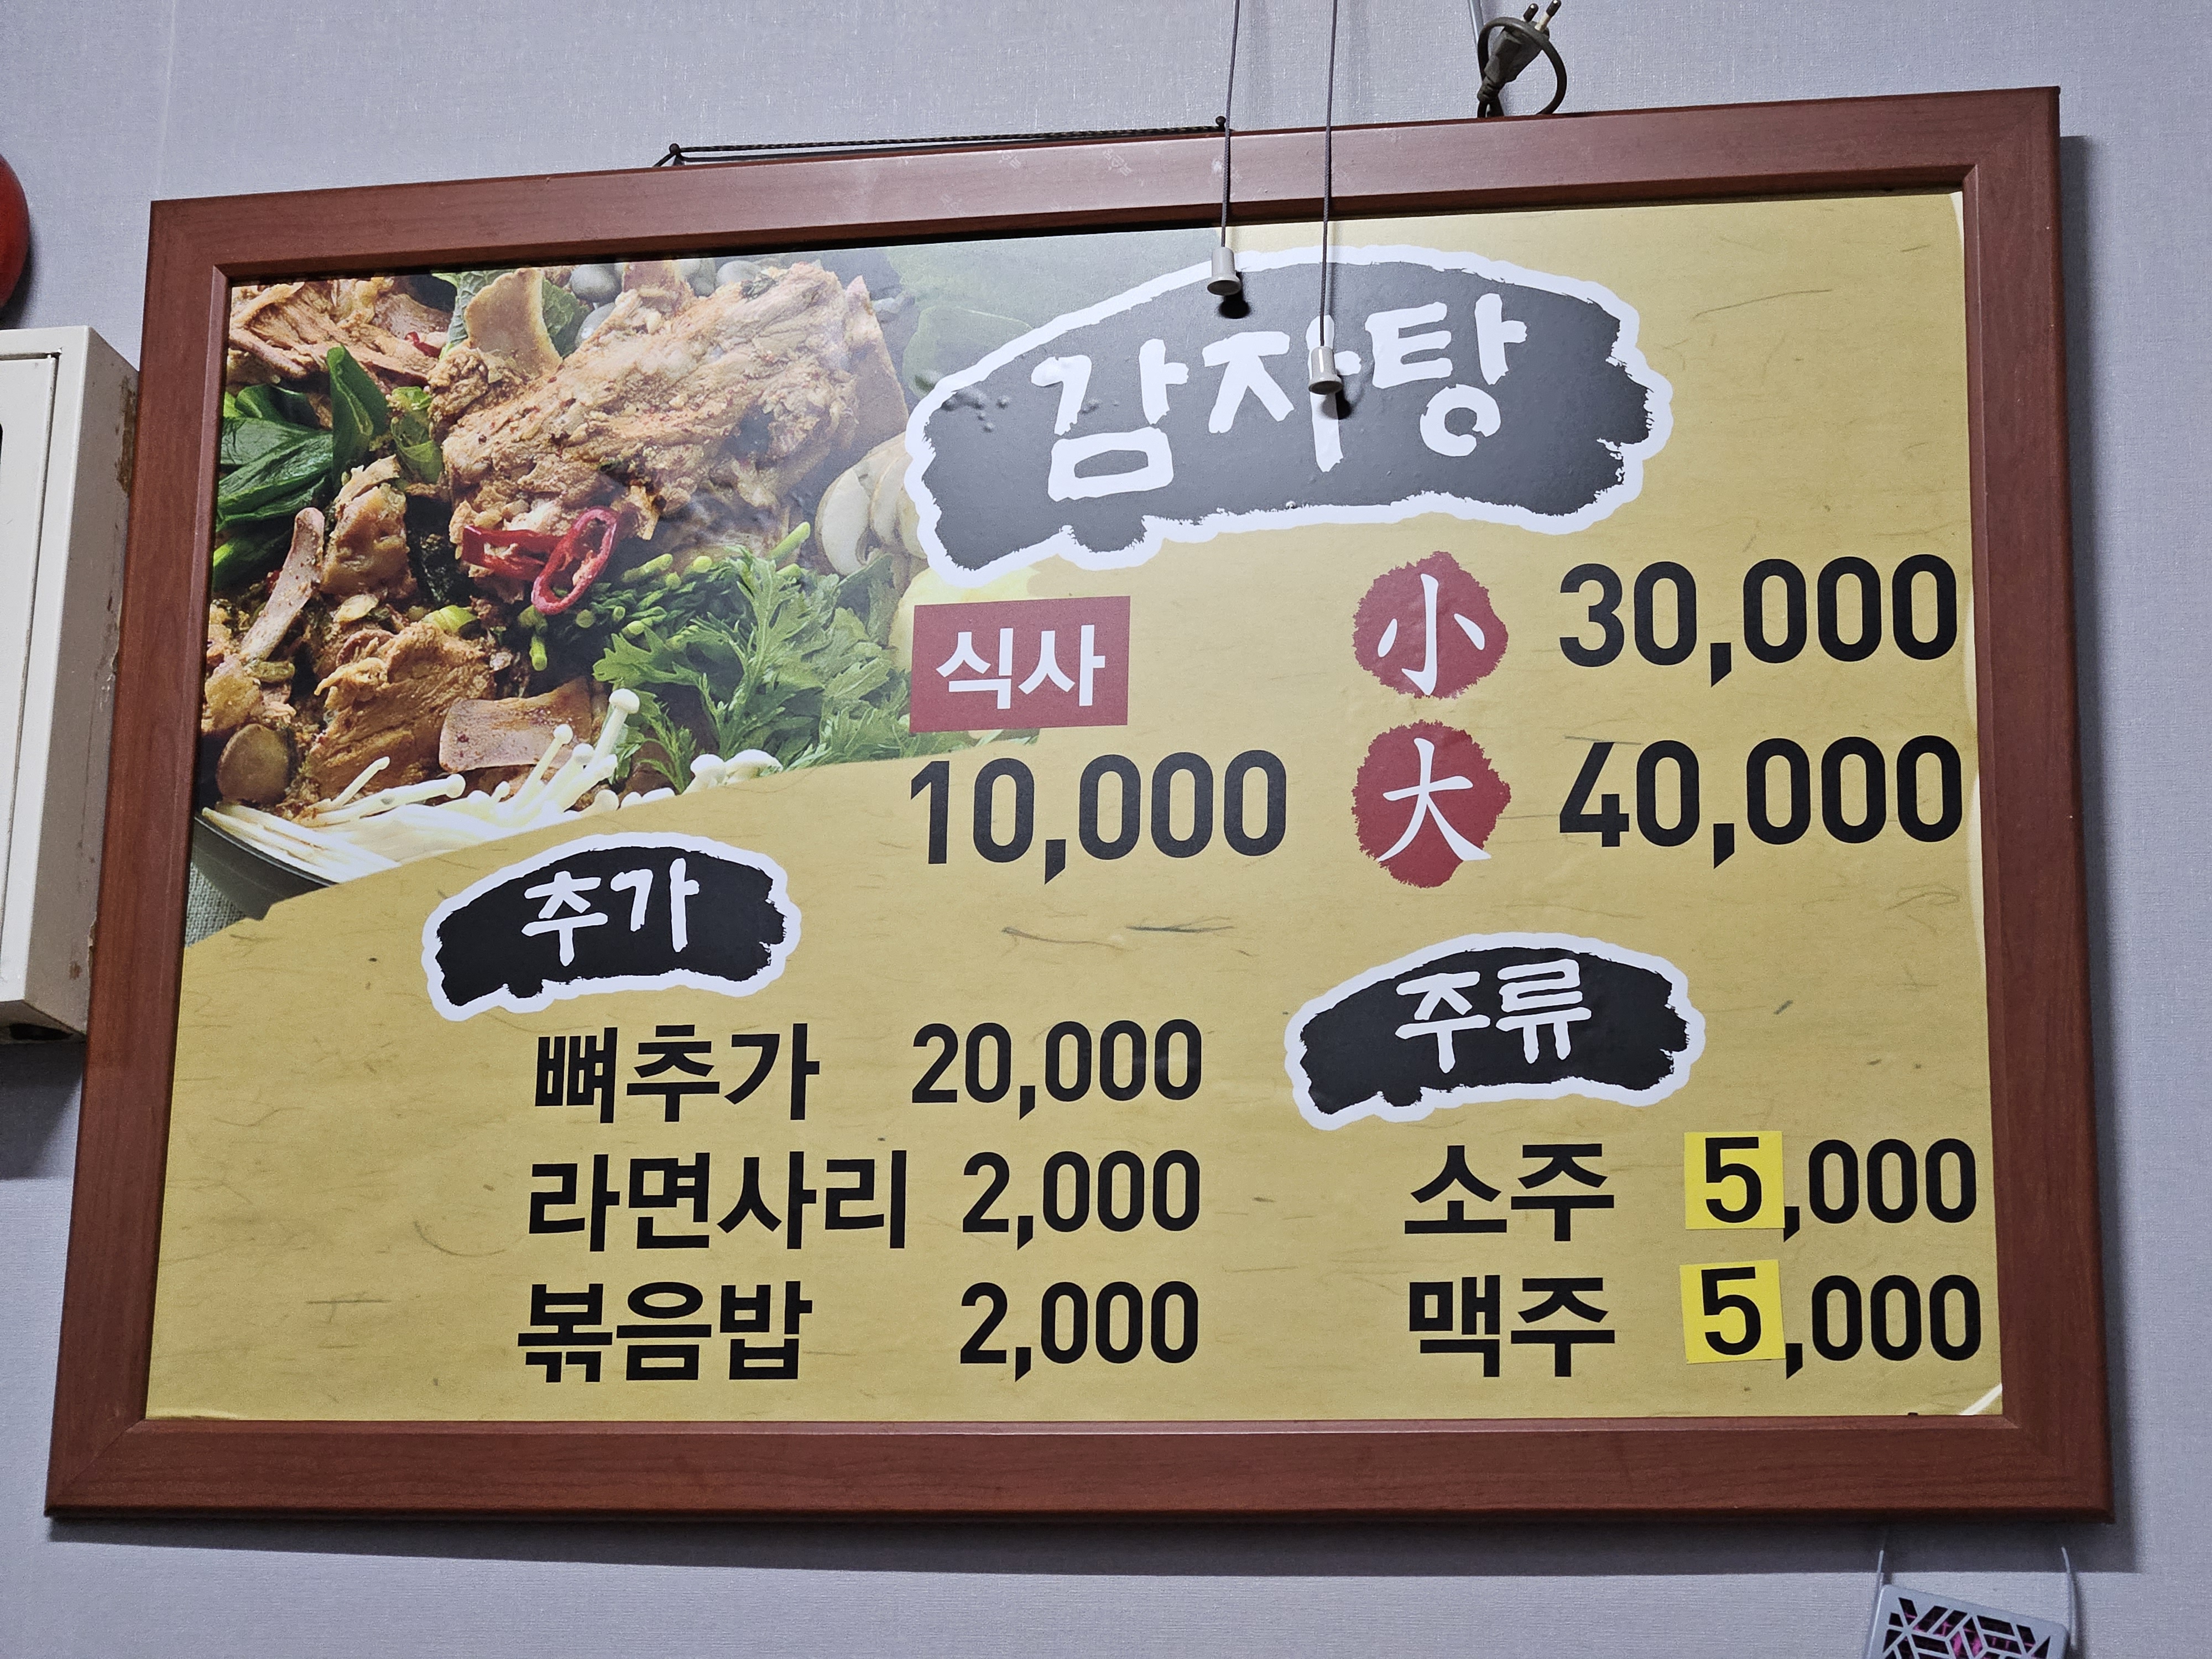 감자탕
식사
10,000
小 30,000
大 40,000
추가
뼈추가 20,000
라면사리 2,000
볶음밥 2,000
주류
소주 5,000
맥주 5,000